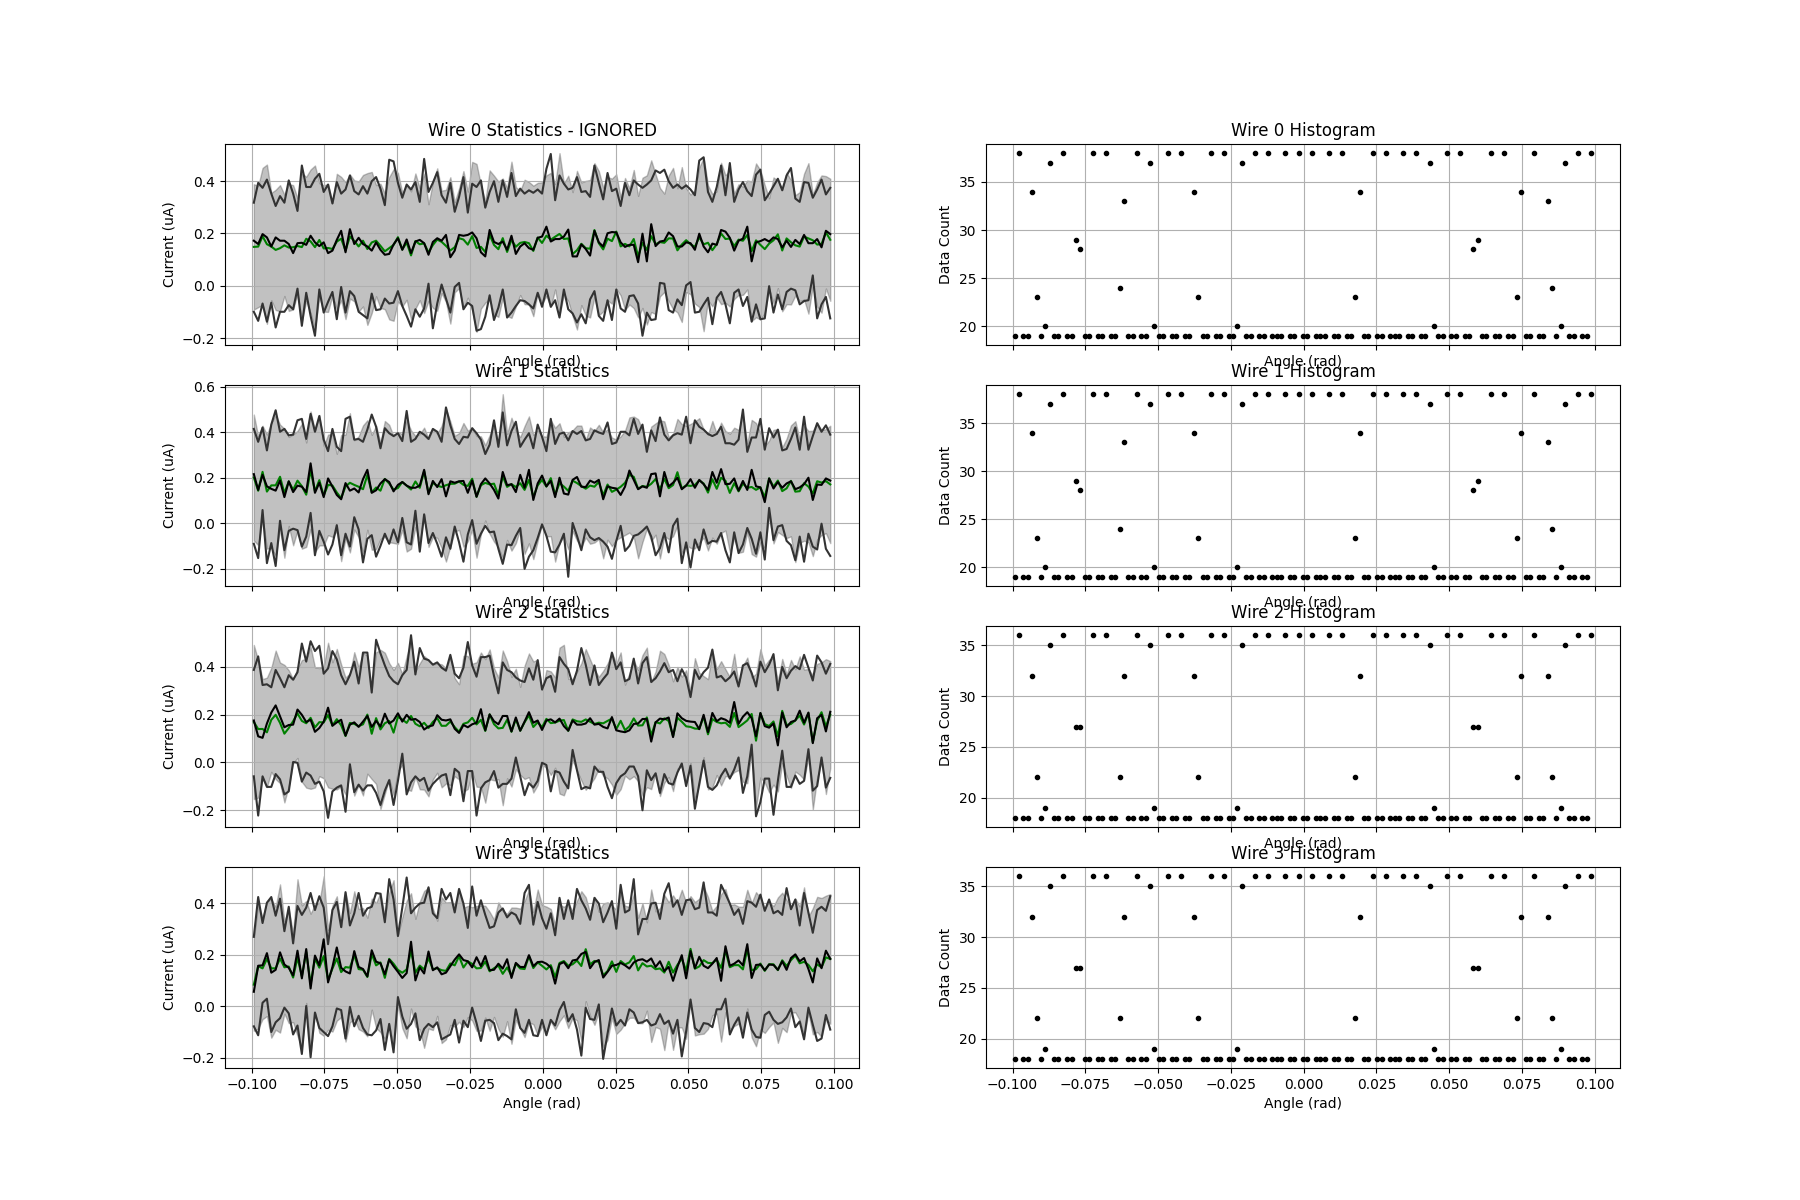 Wire 0 Statistics - IGNORED
Current (uA)
0.4
0.2
0.0
−0.2
Angle (rad)
Wire 0 Histogram
Data Count
35
30
25
20
Angle (rad)
Wire 1 Statistics
Current (uA)
0.6
0.4
0.2
0.0
−0.2
Angle (rad)
Wire 1 Histogram
Data Count
35
30
25
20
Angle (rad)
Wire 2 Statistics
Current (uA)
0.4
0.2
0.0
−0.2
Angle (rad)
Wire 2 Histogram
Data Count
35
30
25
20
Angle (rad)
Wire 3 Statistics
Current (uA)
0.4
0.2
0.0
−0.2
−0.100 −0.075 −0.050 −0.025 0.000 0.025 0.050 0.075 0.100
Angle (rad)
Wire 3 Histogram
Data Count
35
30
25
20
−0.100 −0.075 −0.050 −0.025 0.000 0.025 0.050 0.075 0.100
Angle (rad)